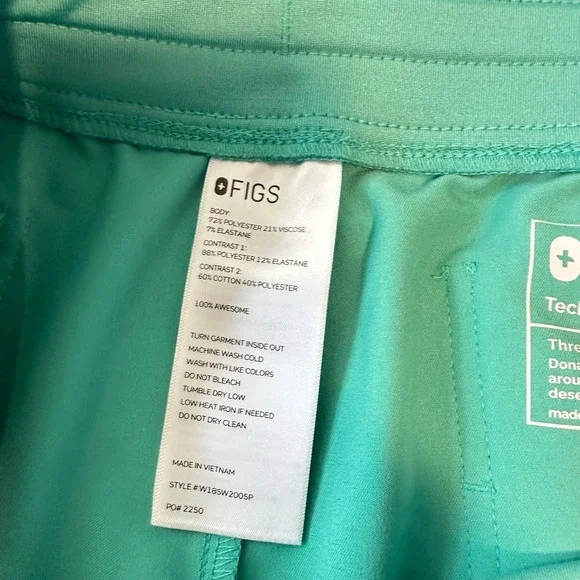 FIGS
BODY:
72% POLYESTER 21% VISCOSE
7% ELASTANE
CONTRAST 1:
88% POLYESTER 12% ELASTANE
CONTRAST 2:
60% COTTON 40% POLYESTER
100% AWESOME
TURN GARMENT INSIDE OUT
MACHINE WASH COLD
WASH WITH LIKE COLORS
DO NOT BLEACH
TUMBLE DRY LOW
LOW HEAT IRON IF NEEDED
DO NOT DRY CLEAN
MADE IN VIETNAM
STYLE #:W18SW2005P
PO# 2250
Tec
Thre
Dona
arou
dese
made